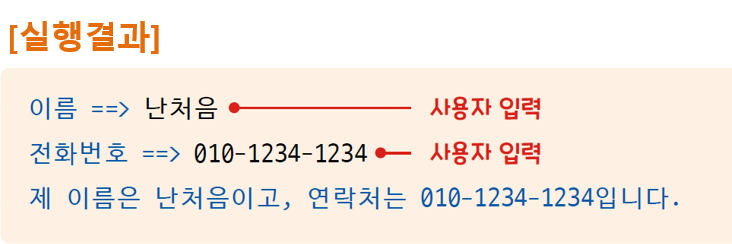 [실행결과]
이름 ==> 난처음 사용자 입력
전화번호 ==> 010-1234-1234 사용자 입력
제 이름은 난처음이고, 연락처는 010-1234-1234입니다.